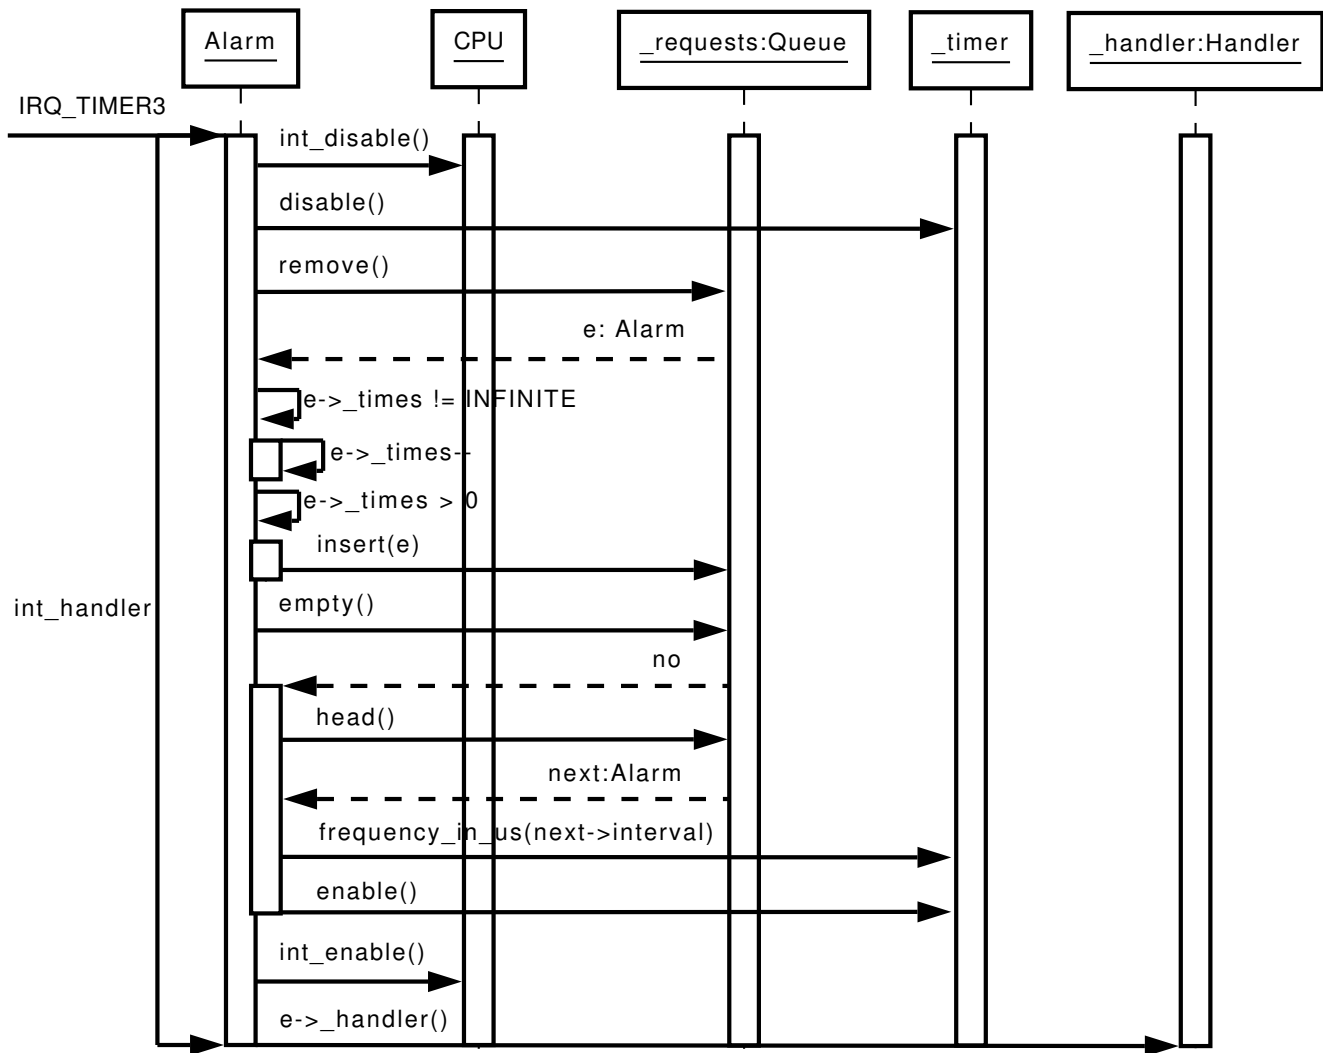 Alarm
CPU
_requests:Queue
_timer
_handler:Handler
IRQ_TIMER3
int_disable()
disable()
remove()
e: Alarm
e->_times != INFINITE
e->_times--
e->_times > 0
insert(e)
empty()
int_handler
no
head()
next:Alarm
frequency_in_us(next->interval)
enable()
int_enable()
e->_handler()